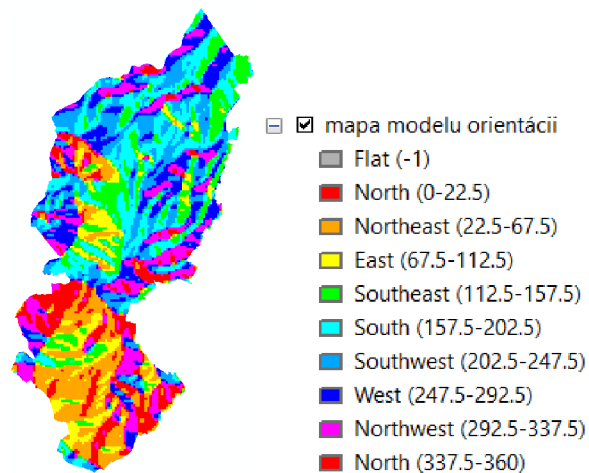 mapa modelu orientácii
Flat (-1)
North (0-22.5)
Northeast (22.5-67.5)
East (67.5-112.5)
Southeast (112.5-157.5)
South (157.5-202.5)
Southwest (202.5-247.5)
West (247.5-292.5)
Northwest (292.5-337.5)
North (337.5-360)